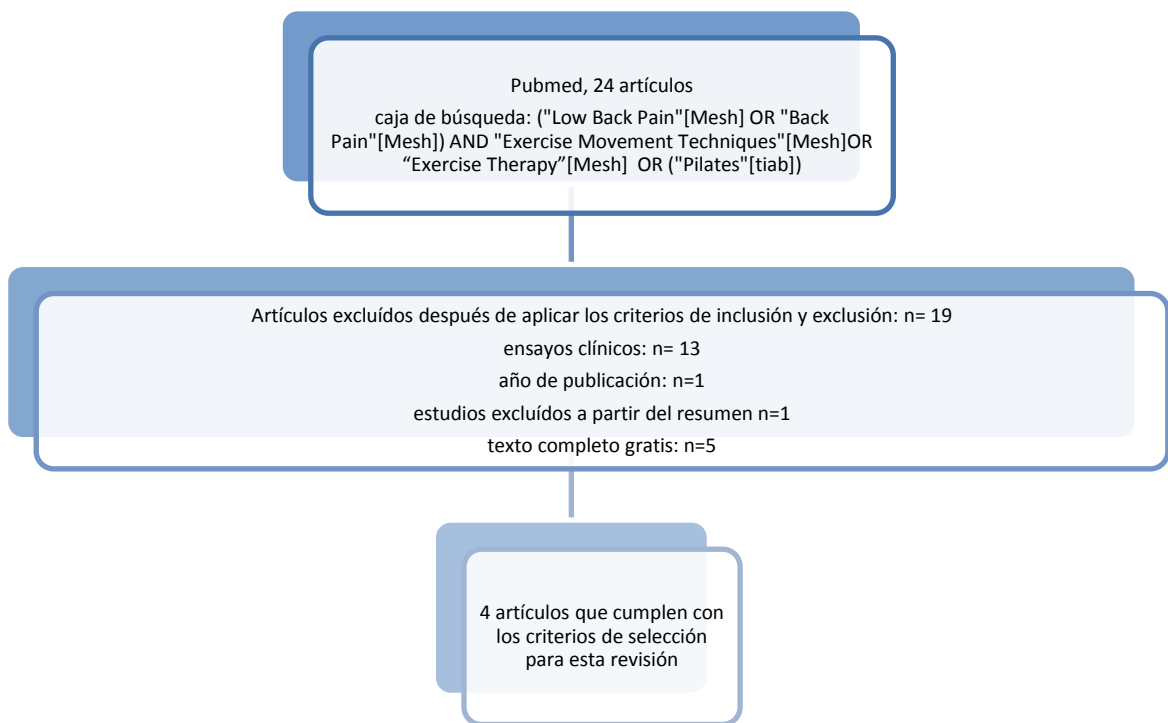 Pubmed, 24 artículos
caja de búsqueda: ("Low Back Pain"[Mesh] OR "Back
Pain"[Mesh]) AND "Exercise Movement Techniques"[Mesh]OR
“Exercise Therapy”[Mesh] OR ("Pilates"[tiab])
Artículos excluídos después de aplicar los criterios de inclusión y exclusión: n= 19
ensayos clínicos: n= 13
año de publicación: n=1
estudios excluídos a partir del resumen n=1
texto completo gratis: n=5
4 artículos que cumplen con
los criterios de selección
para esta revisión